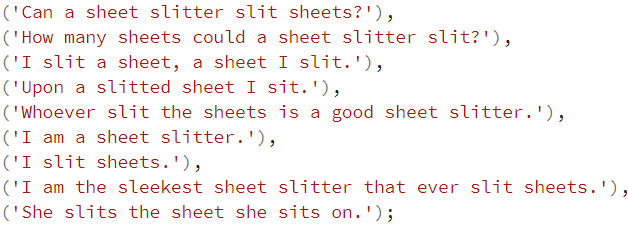 ('Can a sheet slitter slit sheets?'),
('How many sheets could a sheet slitter slit?'),
('I slit a sheet, a sheet I slit.'),
('Upon a slitted sheet I sit.'),
('Whoever slit the sheets is a good sheet slitter.'),
('I am a sheet slitter.'),
('I slit sheets.'),
('I am the sleekest sheet slitter that ever slit sheets.'),
('She slits the sheet she sits on.');